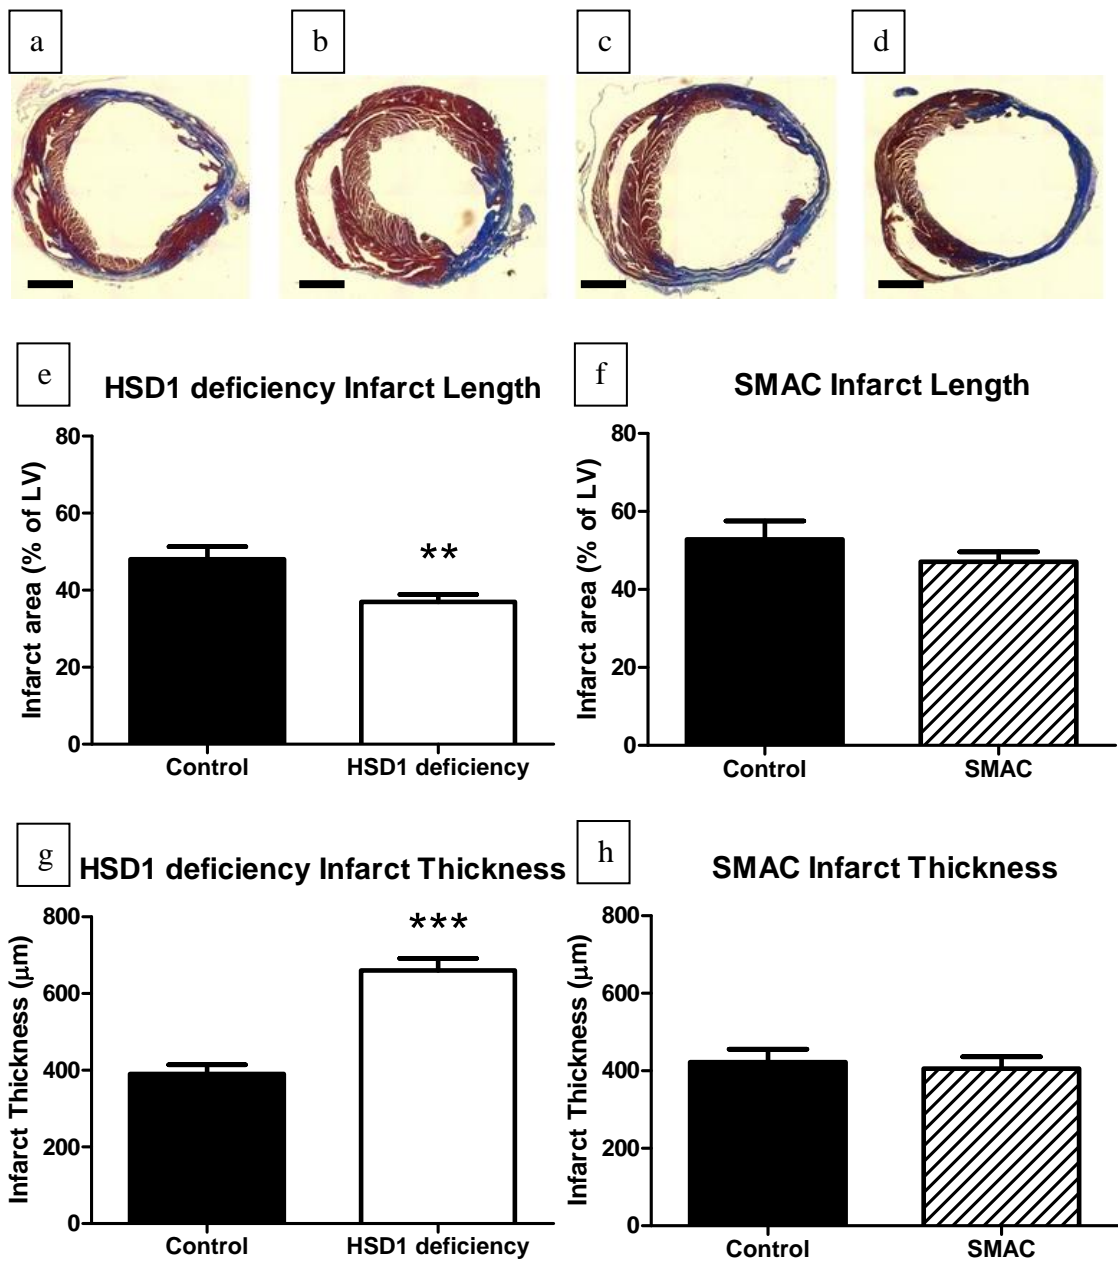 a
b
c
d
e
HSD1 deficiency Infarct Length
Infarct area (% of LV)
80
60
40
20
0
**
Control
HSD1 deficiency
f
SMAC Infarct Length
Infarct area (% of LV)
80
60
40
20
0
Control
SMAC
g
HSD1 deficiency Infarct Thickness
Infarct Thickness (μm)
800
600
400
200
0
***
Control
HSD1 deficiency
h
SMAC Infarct Thickness
Infarct Thickness (μm)
800
600
400
200
0
Control
SMAC